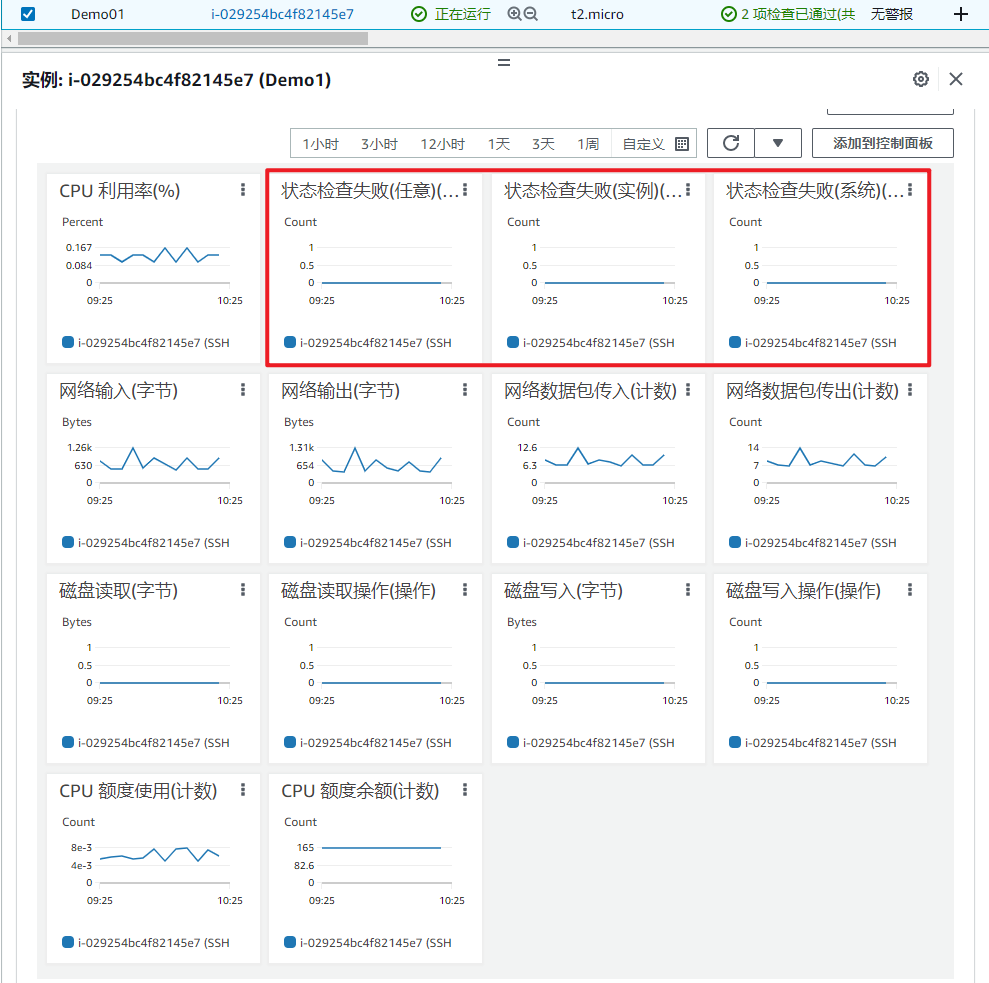 Demo01 i-029254bc4f82145e7 正在运行 t2.micro 2 项检查已通过(共 无警报
实例: i-029254bc4f82145e7 (Demo1)
1小时 3小时 12小时 1天 3天 1周 自定义 添加到控制面板
CPU 利用率(%)
Percent
0.167
0.084
0
09:25 10:25
i-029254bc4f82145e7 (SSH
状态检查失败(任意)(...
Count
1
0.5
0
09:25 10:25
i-029254bc4f82145e7 (SSH
状态检查失败(实例)(...
Count
1
0.5
0
09:25 10:25
i-029254bc4f82145e7 (SSH
状态检查失败(系统)(...
Count
1
0.5
0
09:25 10:25
i-029254bc4f82145e7 (SSH
网络输入(字节)
Bytes
1.26k
630
0
09:25 10:25
i-029254bc4f82145e7 (SSH
网络输出(字节)
Bytes
1.31k
654
0
09:25 10:25
i-029254bc4f82145e7 (SSH
网络数据包传入(计数)
Count
12.6
6.3
0
09:25 10:25
i-029254bc4f82145e7 (SSH
网络数据包传出(计数)
Count
14
7
0
09:25 10:25
i-029254bc4f82145e7 (SSH
磁盘读取(字节)
Bytes
1
0.5
0
09:25 10:25
i-029254bc4f82145e7 (SSH
磁盘读取操作(操作)
Count
1
0.5
0
09:25 10:25
i-029254bc4f82145e7 (SSH
磁盘写入(字节)
Bytes
1
0.5
0
09:25 10:25
i-029254bc4f82145e7 (SSH
磁盘写入操作(操作)
Count
1
0.5
0
09:25 10:25
i-029254bc4f82145e7 (SSH
CPU 额度使用(计数)
Count
8e-3
4e-3
0
09:25 10:25
i-029254bc4f82145e7 (SSH
CPU 额度余额(计数)
Count
165
82.6
0
09:25 10:25
i-029254bc4f82145e7 (SSH